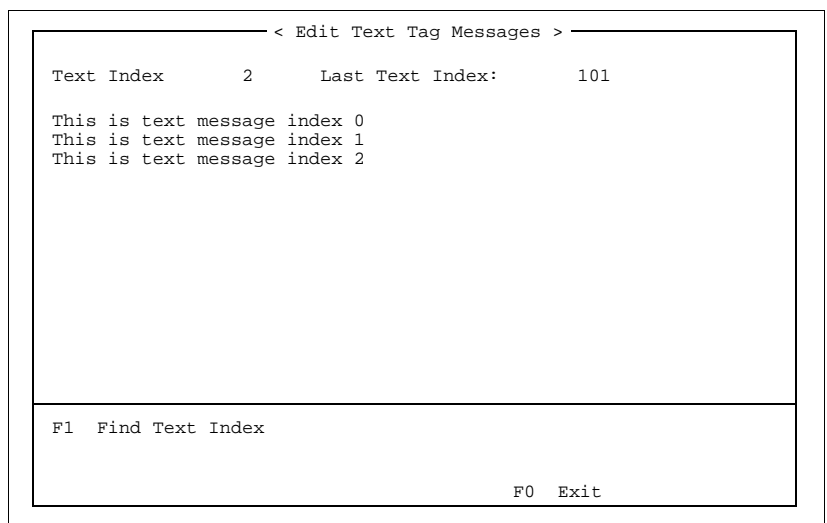 < Edit Text Tag Messages >
Text Index 2 Last Text Index: 101
This is text message index 0
This is text message index 1
This is text message index 2
F1 Find Text Index
F0 Exit